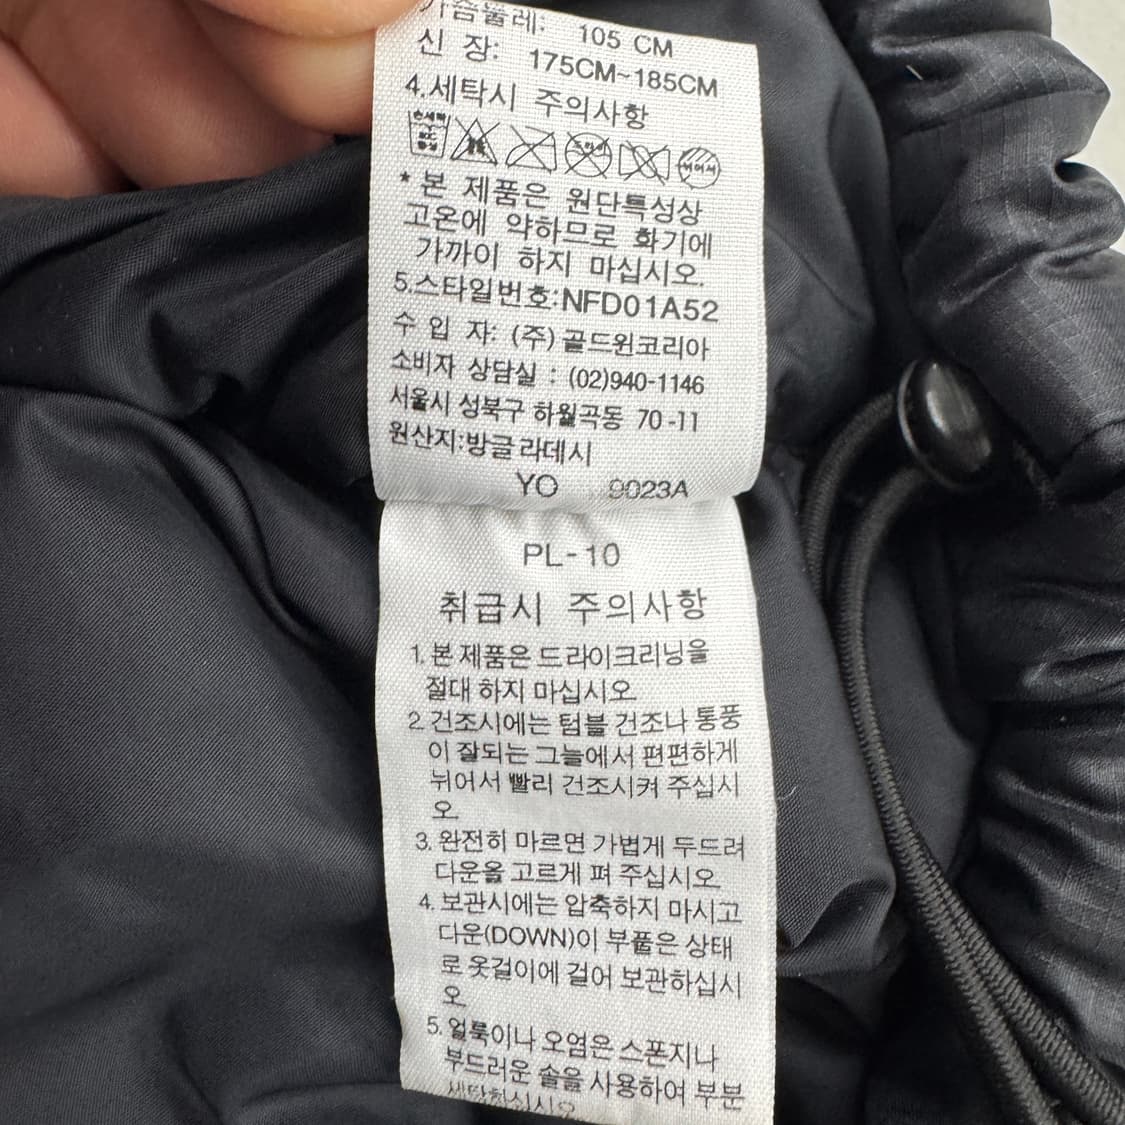 가슴둘레: 105 CM
신 장: 175CM~185CM
4.세탁시 주의사항
* 본 제품은 원단특성상
고온에 약하므로 화기에
가까이 하지 마십시오.
5.스타일번호:NFD01A52
수 입 자: (주)골드윈코리아
소비자 상담실 : (02)940-1146
서울시 성북구 하월곡동 70-11
원산지:방글라데시
YO 9023A
PL-10
취급시 주의사항
1. 본 제품은 드라이크리닝을
절대 하지 마십시오
2. 건조시에는 텀블 건조나 통풍
이 잘되는 그늘에서 편편하게
뉘어서 빨리 건조시켜 주십시
오.
3. 완전히 마르면 가볍게 두드려
다운을 고르게 펴 주십시오
4. 보관시에는 압축하지 마시고
다운(DOWN)이 부풀은 상태
로 옷걸이에 걸어 보관하십시
오
5. 얼룩이나 오염은 스폰지나
부드러운 솔을 사용하여 부분
세탁하십시오